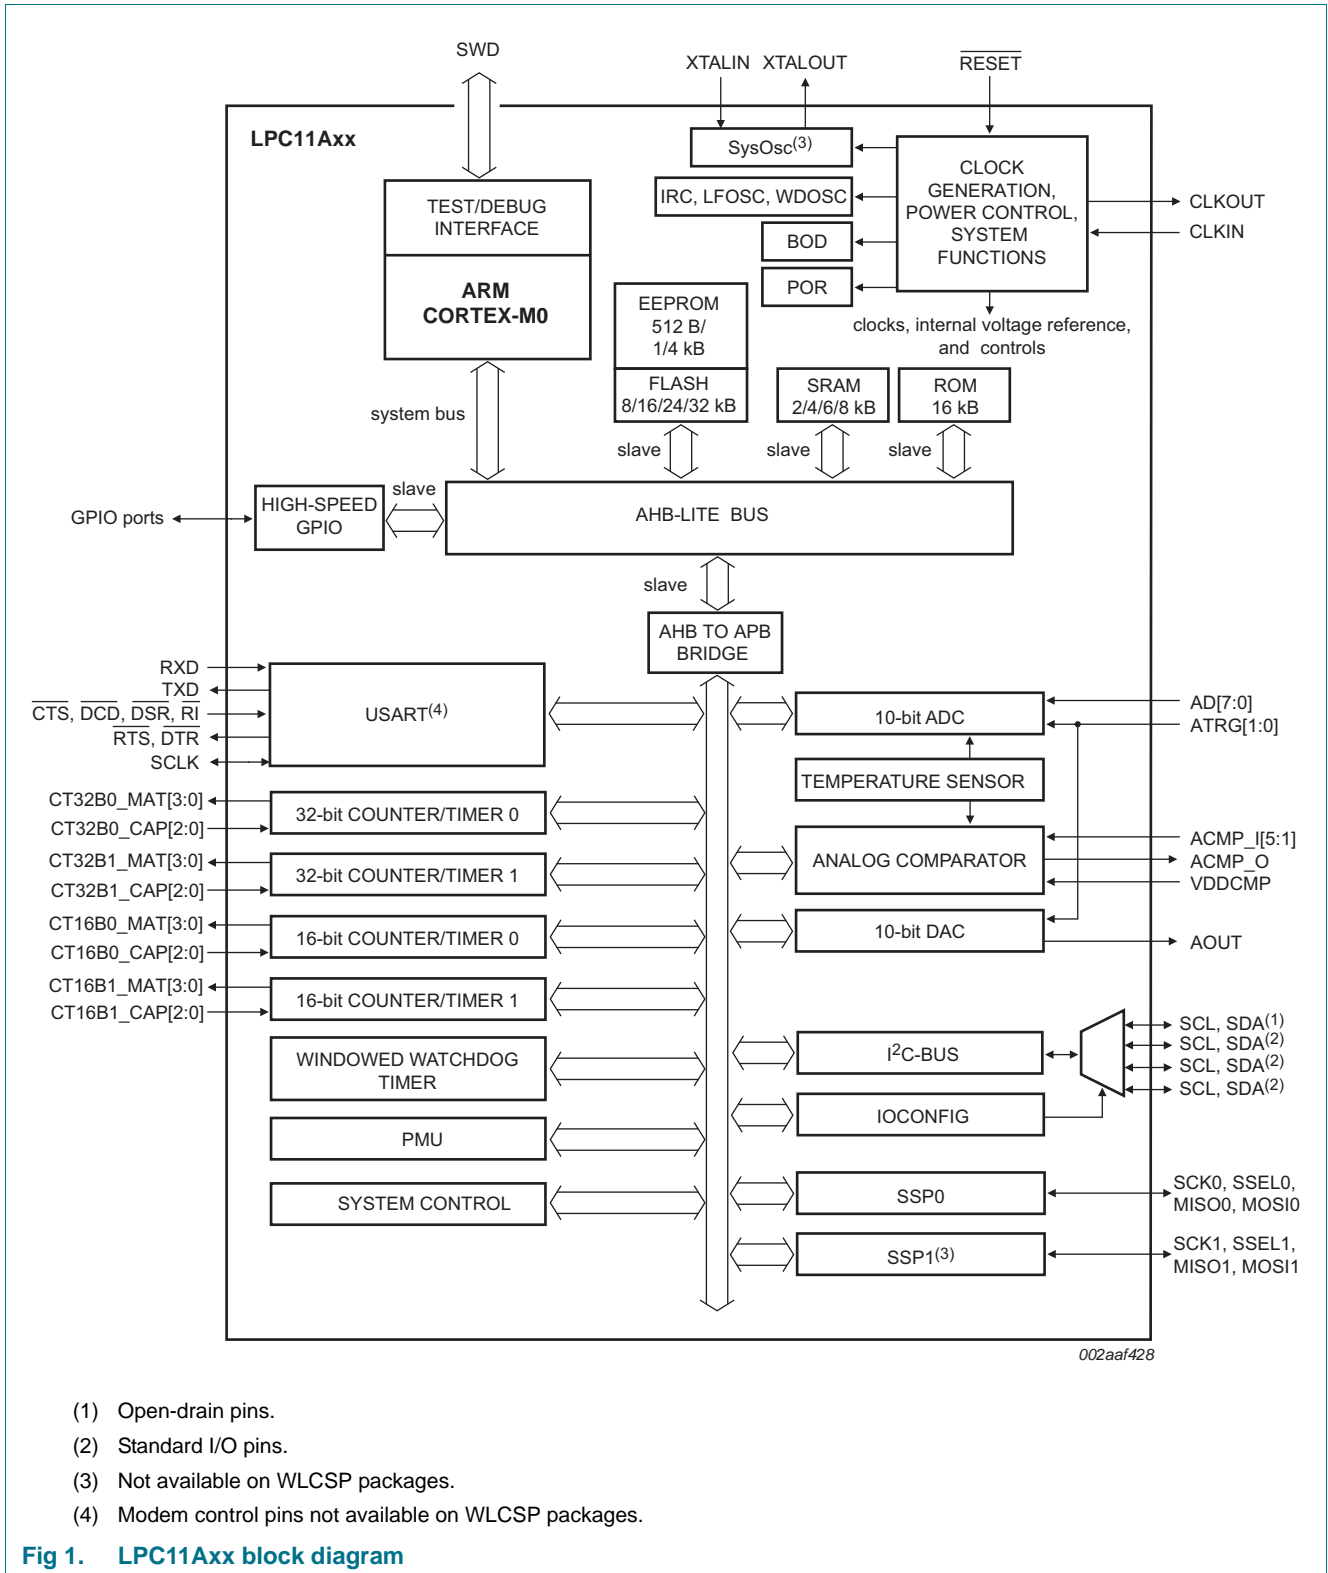 SWD
XTALIN XTALOUT
RESET
LPC11Axx
SysOsc(3)
IRC, LFOSC, WDOSC
BOD
POR
CLOCK
GENERATION,
POWER CONTROL,
SYSTEM
FUNCTIONS
CLKOUT
CLKIN
clocks, internal voltage reference,
and controls
TEST/DEBUG
INTERFACE
ARM
CORTEX-M0
system bus
EEPROM
512 B/
1/4 kB
FLASH
8/16/24/32 kB
SRAM
2/4/6/8 kB
ROM
16 kB
slave
slave
slave
GPIO ports
HIGH-SPEED
GPIO
slave
AHB-LITE BUS
slave
AHB TO APB
BRIDGE
RXD
TXD
CTS, DCD, DSR, RI
RTS, DTR
SCLK
USART(4)
CT32B0_MAT[3:0]
CT32B0_CAP[2:0]
32-bit COUNTER/TIMER 0
CT32B1_MAT[3:0]
CT32B1_CAP[2:0]
32-bit COUNTER/TIMER 1
CT16B0_MAT[3:0]
CT16B0_CAP[2:0]
16-bit COUNTER/TIMER 0
CT16B1_MAT[3:0]
CT16B1_CAP[2:0]
16-bit COUNTER/TIMER 1
WINDOWED WATCHDOG
TIMER
PMU
SYSTEM CONTROL
10-bit ADC
AD[7:0]
ATRG[1:0]
TEMPERATURE SENSOR
ANALOG COMPARATOR
ACMP_I[5:1]
ACMP_O
VDDCMP
10-bit DAC
AOUT
I2C-BUS
SCL, SDA(1)
SCL, SDA(2)
SCL, SDA(2)
SCL, SDA(2)
IOCONFIG
SSP0
SCK0, SSEL0,
MISO0, MOSI0
SSP1(3)
SCK1, SSEL1,
MISO1, MOSI1
002aaf428
(1) Open-drain pins.
(2) Standard I/O pins.
(3) Not available on WLCSP packages.
(4) Modem control pins not available on WLCSP packages.
Fig 1. LPC11Axx block diagram